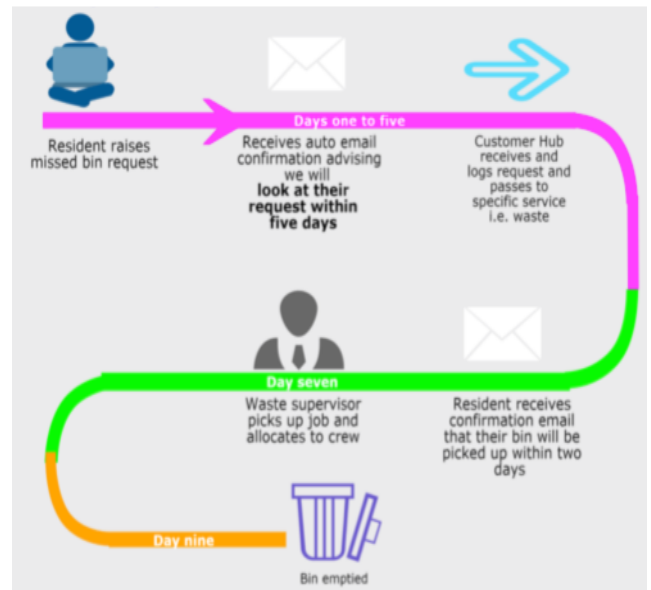 Days one to five
Resident raises
missed bin request
Receives auto email
confirmation advising
we will
look at their
request within
five days
Customer Hub
receives and
logs request and
passes to
specific service
i.e. waste
Day seven
Resident receives
confirmation email
that their bin will be
picked up within two
days
Waste supervisor
picks up job and
allocates to crew
Day nine
Bin emptied